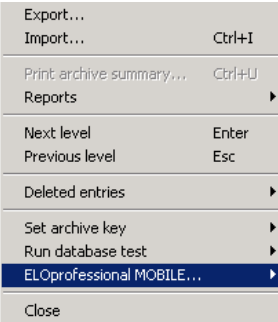 Export...
Import... Ctrl+I
Print archive summary... Ctrl+U
Reports
Next level Enter
Previous level Esc
Deleted entries
Set archive key
Run database test
ELOprofessional MOBILE...
Close